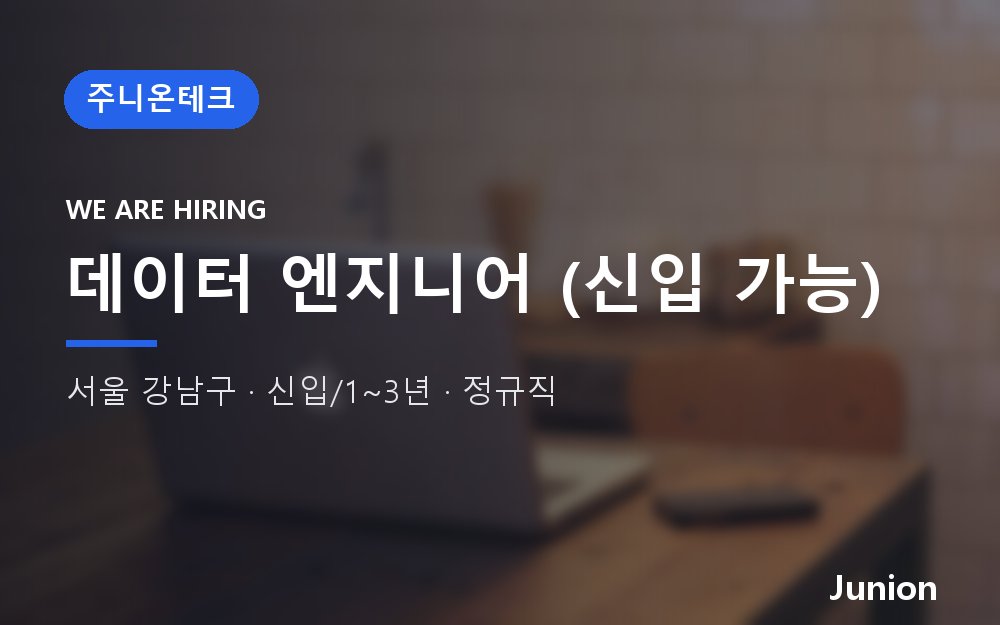 주니온테크
WE ARE HIRING
데이터 엔지니어 (신입 가능)
서울 강남구 · 신입/1~3년 · 정규직
Junion